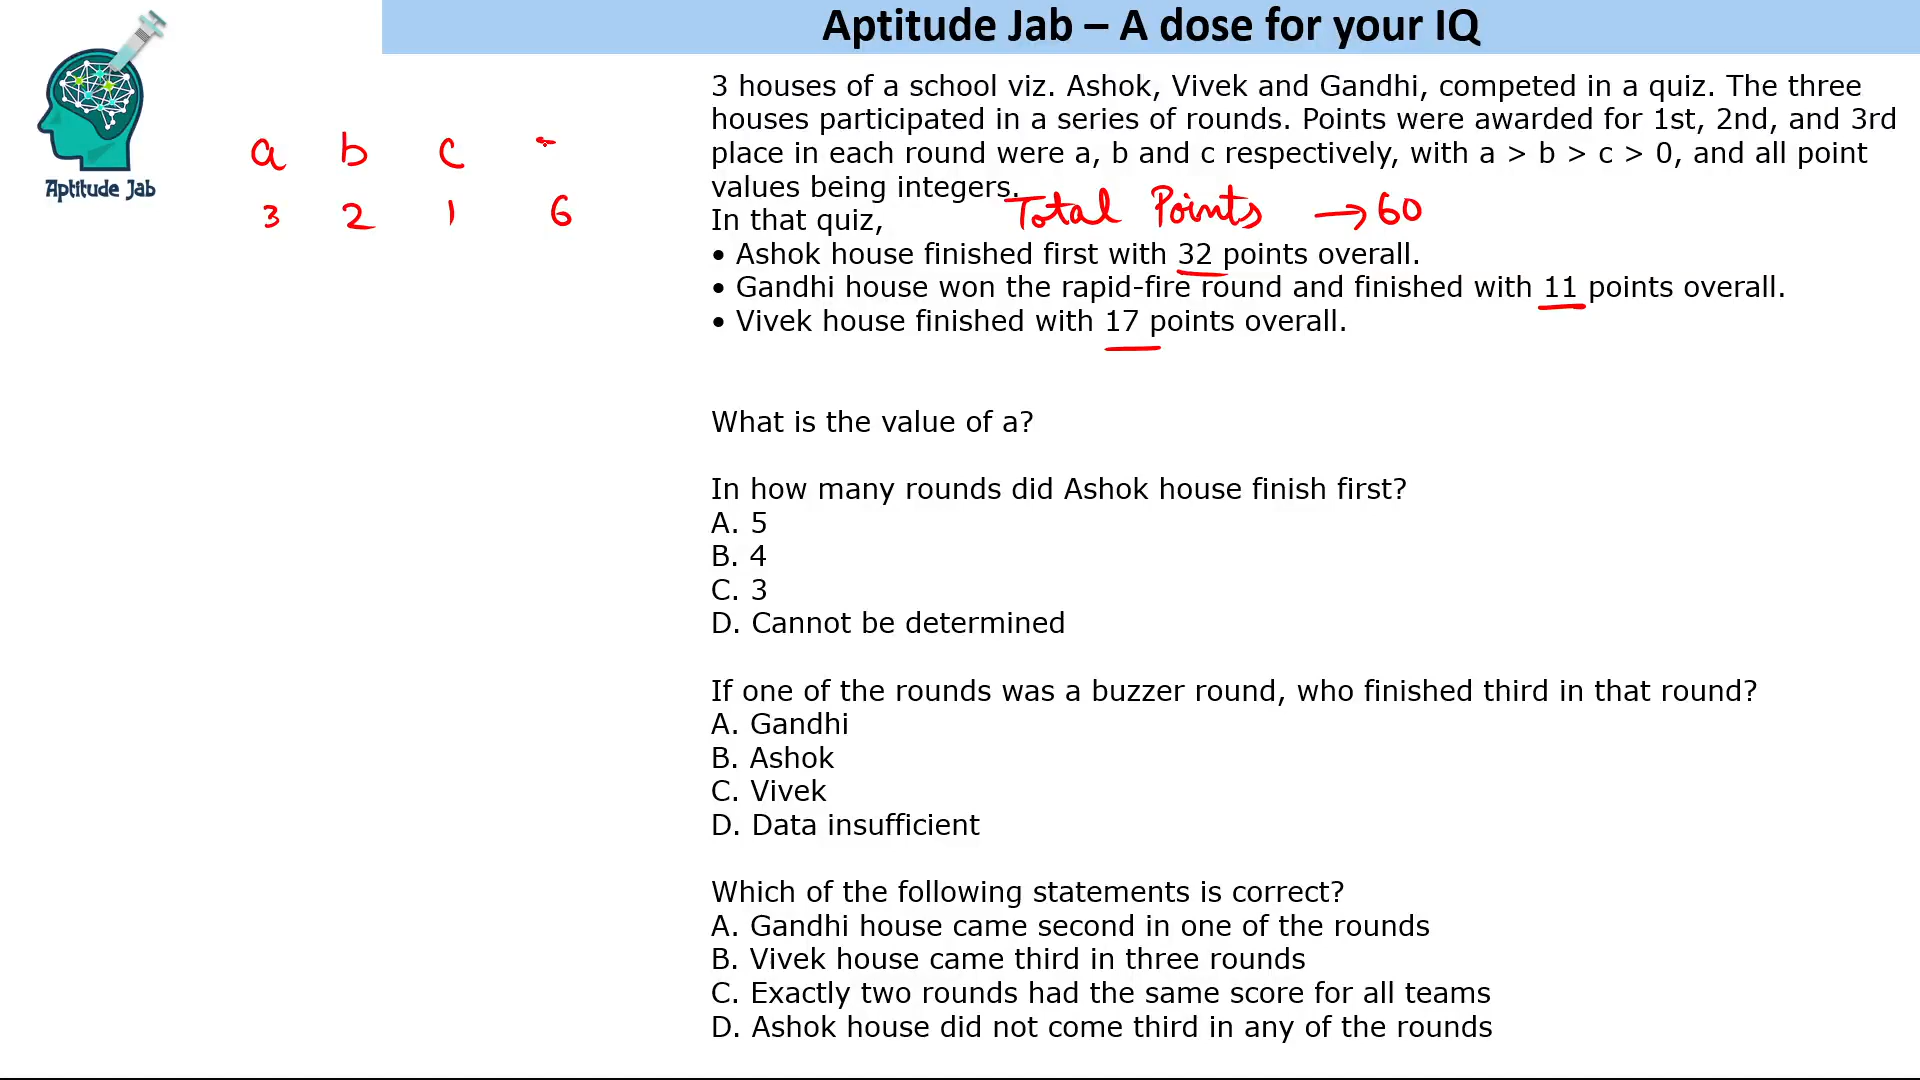 Aptitude Jab – A dose for your IQ
Aptitude Jab
3 houses of a school viz. Ashok, Vivek and Gandhi, competed in a quiz. The three
houses participated in a series of rounds. Points were awarded for 1st, 2nd, and 3rd
place in each round were a, b and c respectively, with a > b > c > 0, and all point
values being integers.
In that quiz,
Total Points → 60
• Ashok house finished first with 32 points overall.
• Gandhi house won the rapid-fire round and finished with 11 points overall.
• Vivek house finished with 17 points overall.
a b c
3 2 1 6
What is the value of a?
In how many rounds did Ashok house finish first?
A. 5
B. 4
C. 3
D. Cannot be determined
If one of the rounds was a buzzer round, who finished third in that round?
A. Gandhi
B. Ashok
C. Vivek
D. Data insufficient
Which of the following statements is correct?
A. Gandhi house came second in one of the rounds
B. Vivek house came third in three rounds
C. Exactly two rounds had the same score for all teams
D. Ashok house did not come third in any of the rounds